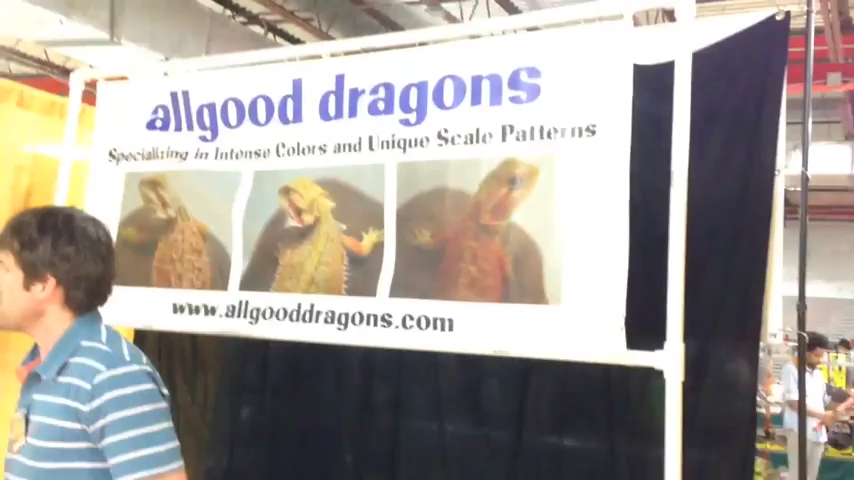 allgood dragons
Specializing in Intense Colors and Unique Scale Patterns
www.allgooddragons.com